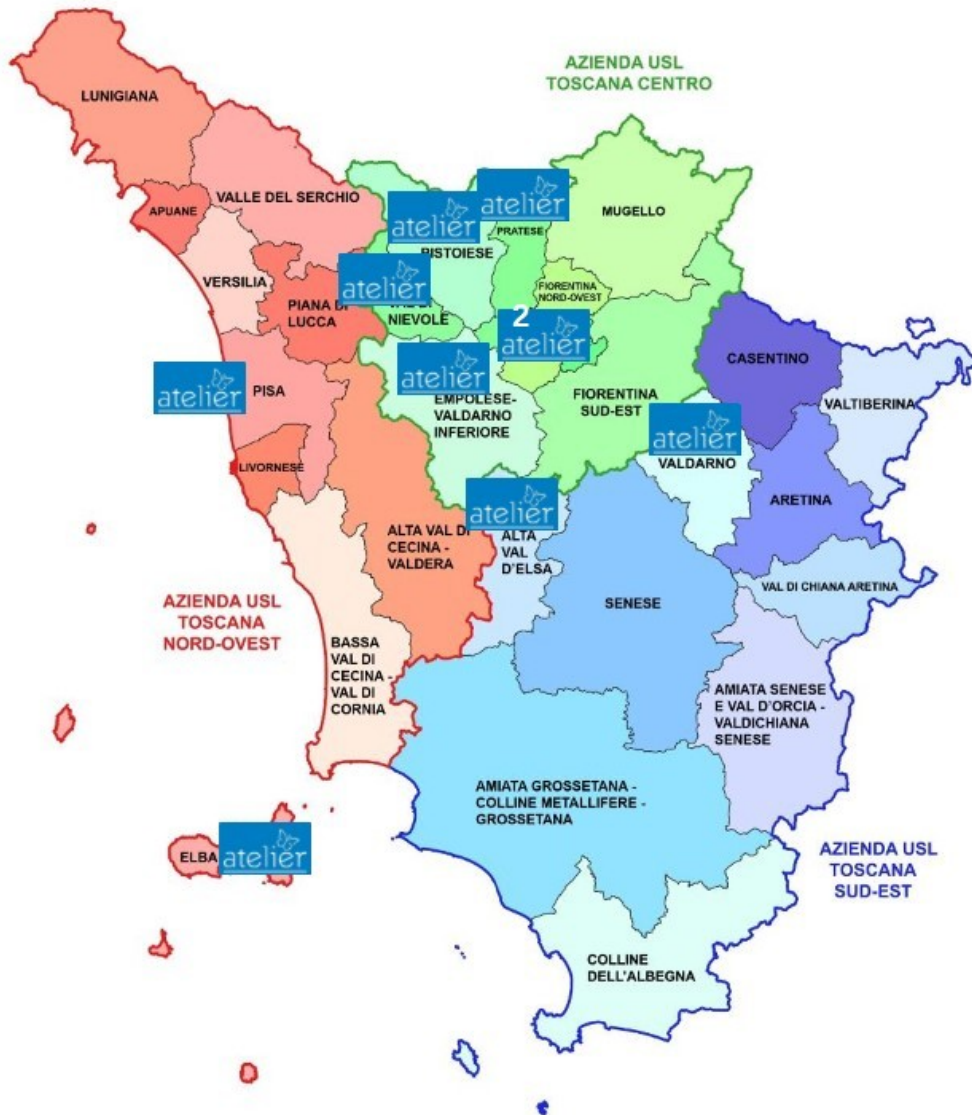 AZIENDA USL
TOSCANA CENTRO
LUNIGIANA
VALLE DEL SERCHIO
APUANE
VERSILIA
PIANA DI
LUCCA
atelier
PISTOIESE
atelier
PRATESE
MUGELLO
FIORENTINA
NORD-OVEST
atelier
VAL DI
NIEVOLE
2
atelier
atelier
EMPOLESE-
VALDARNO
INFERIORE
FIORENTINA
SUD-EST
CASENTINO
VALTIBERINA
atelier
PISA
LIVORNESE
atelier
VALDARNO
ARETINA
atelier
ALTA
VAL
D'ELSA
ALTA VAL DI
CECINA -
VALDERA
SENESE
VAL DI CHIANA ARETINA
AZIENDA USL
TOSCANA
NORD-OVEST
BASSA
VAL DI
CECINA -
VAL DI
CORNIA
AMIATA SENESE
E VAL D'ORCIA -
VALDICHIANA
SENESE
AMIATA GROSSETANA -
COLLINE METALLIFERE -
GROSSETANA
ELBA
atelier
AZIENDA USL
TOSCANA
SUD-EST
COLLINE
DELL'ALBEGNA